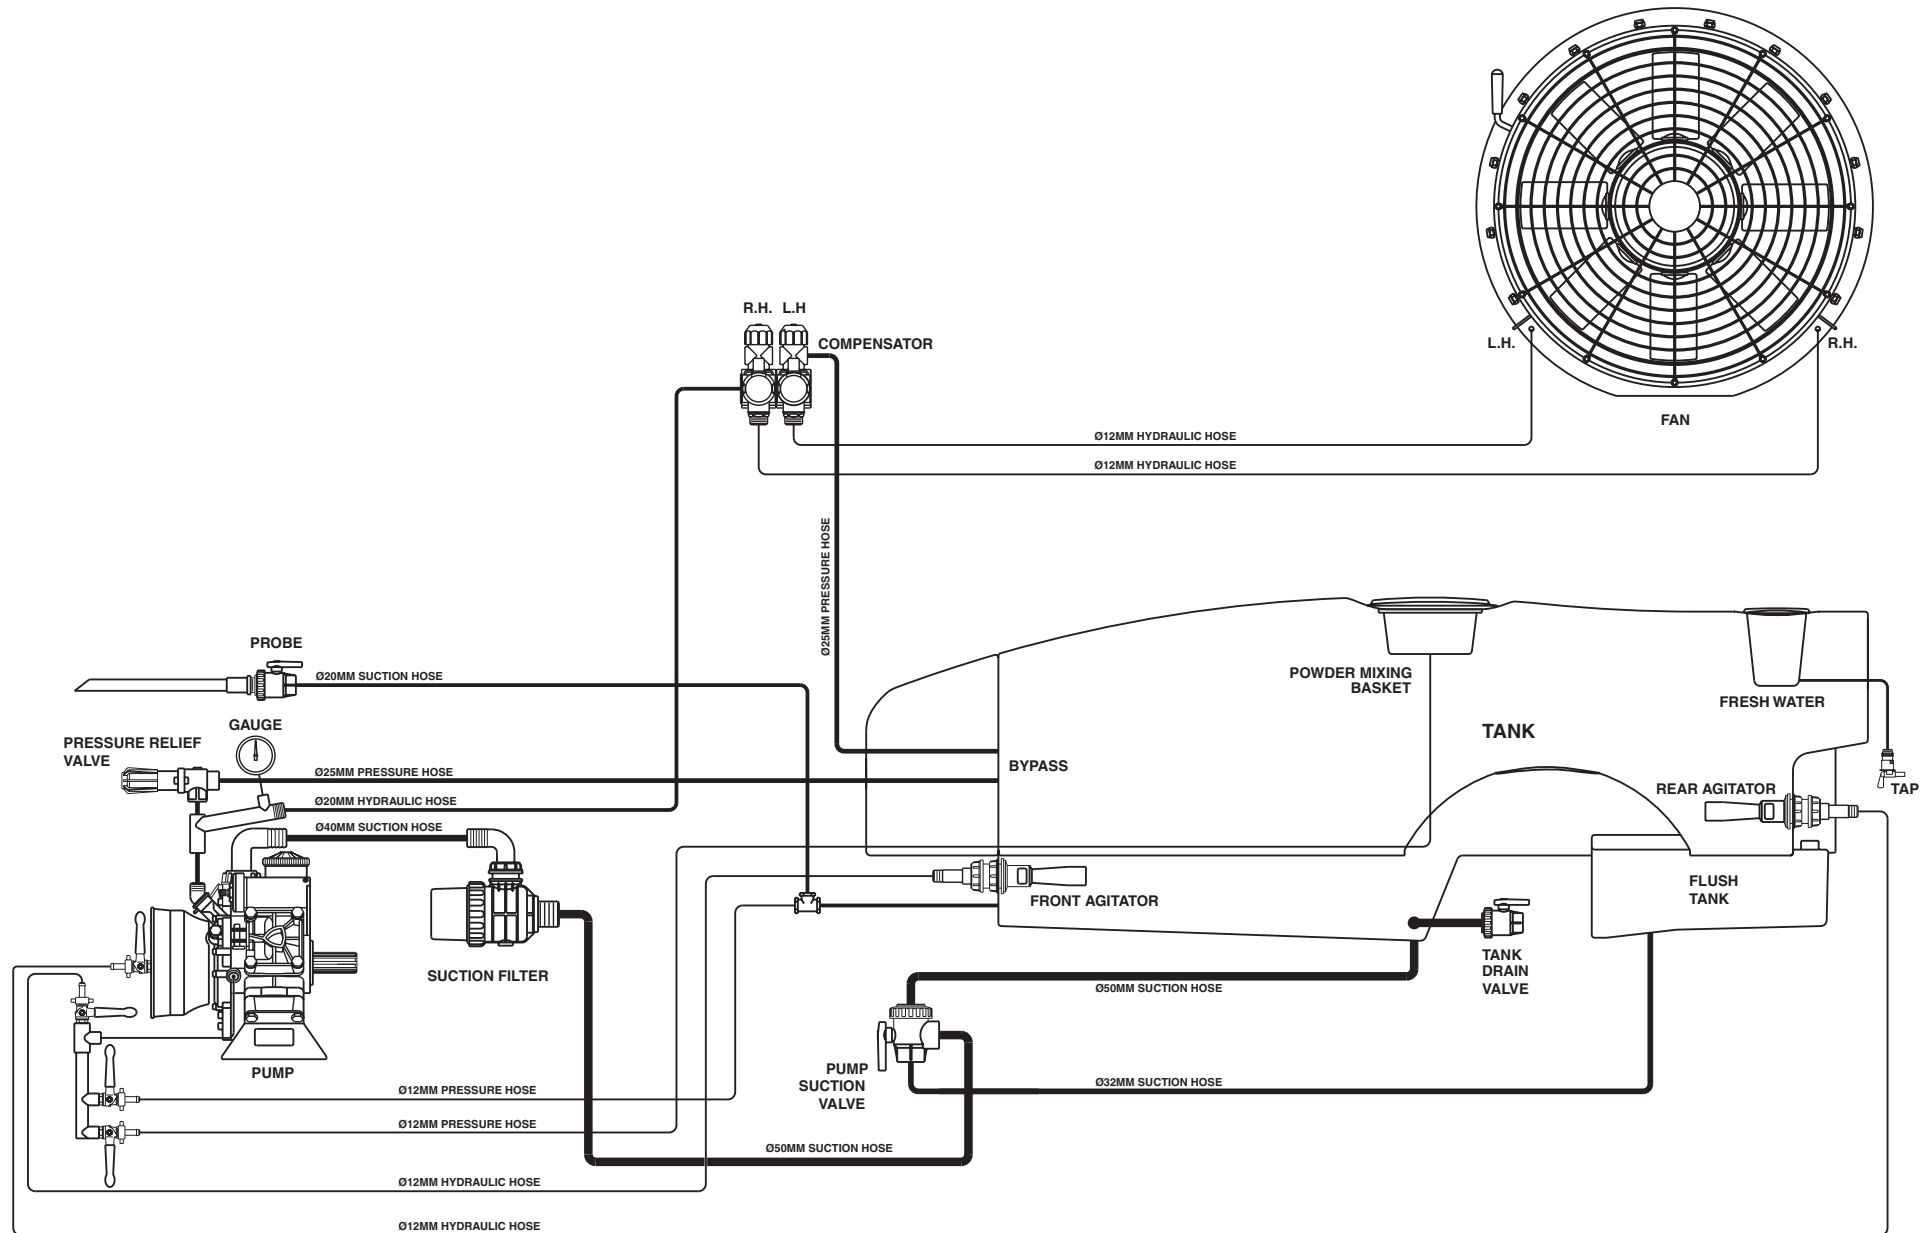 R.H. L.H
COMPENSATOR
L.H.
R.H.
FAN
Ø12MM HYDRAULIC HOSE
Ø12MM HYDRAULIC HOSE
Ø25MM PRESSURE HOSE
PROBE
Ø20MM SUCTION HOSE
POWDER MIXING
BASKET
FRESH WATER
GAUGE
PRESSURE RELIEF
VALVE
TANK
BYPASS
Ø25MM PRESSURE HOSE
REAR AGITATOR
TAP
Ø20MM HYDRAULIC HOSE
Ø40MM SUCTION HOSE
FLUSH
TANK
FRONT AGITATOR
SUCTION FILTER
TANK
DRAIN
VALVE
Ø50MM SUCTION HOSE
PUMP
PUMP
SUCTION
VALVE
Ø32MM SUCTION HOSE
Ø12MM PRESSURE HOSE
Ø12MM PRESSURE HOSE
Ø50MM SUCTION HOSE
Ø12MM HYDRAULIC HOSE
Ø12MM HYDRAULIC HOSE